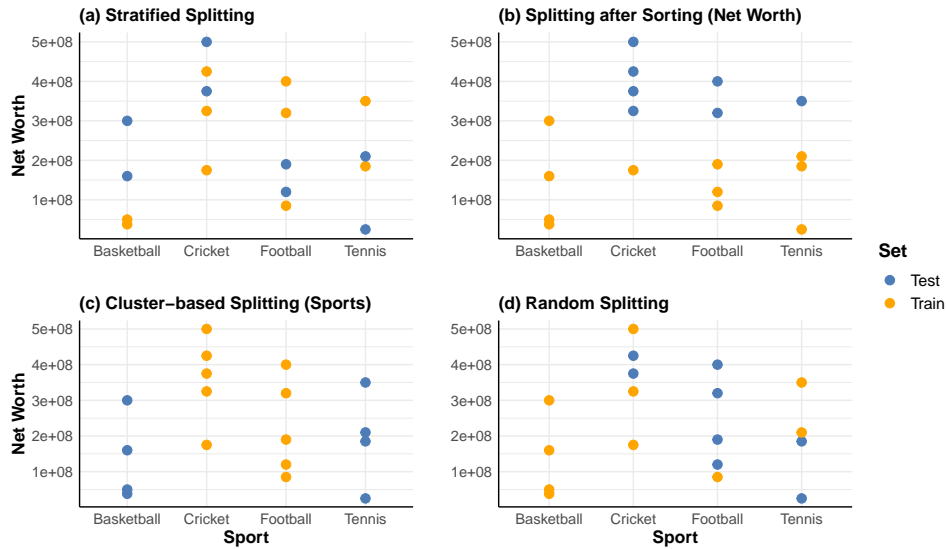 (a) Stratified Splitting
Net Worth
5e+08
4e+08
3e+08
2e+08
1e+08
Basketball Cricket Football Tennis
(b) Splitting after Sorting (Net Worth)
5e+08
4e+08
3e+08
2e+08
1e+08
Basketball Cricket Football Tennis
(c) Cluster−based Splitting (Sports)
Net Worth
5e+08
4e+08
3e+08
2e+08
1e+08
Basketball Cricket Football Tennis
Sport
(d) Random Splitting
5e+08
4e+08
3e+08
2e+08
1e+08
Basketball Cricket Football Tennis
Sport
Set
Test
Train